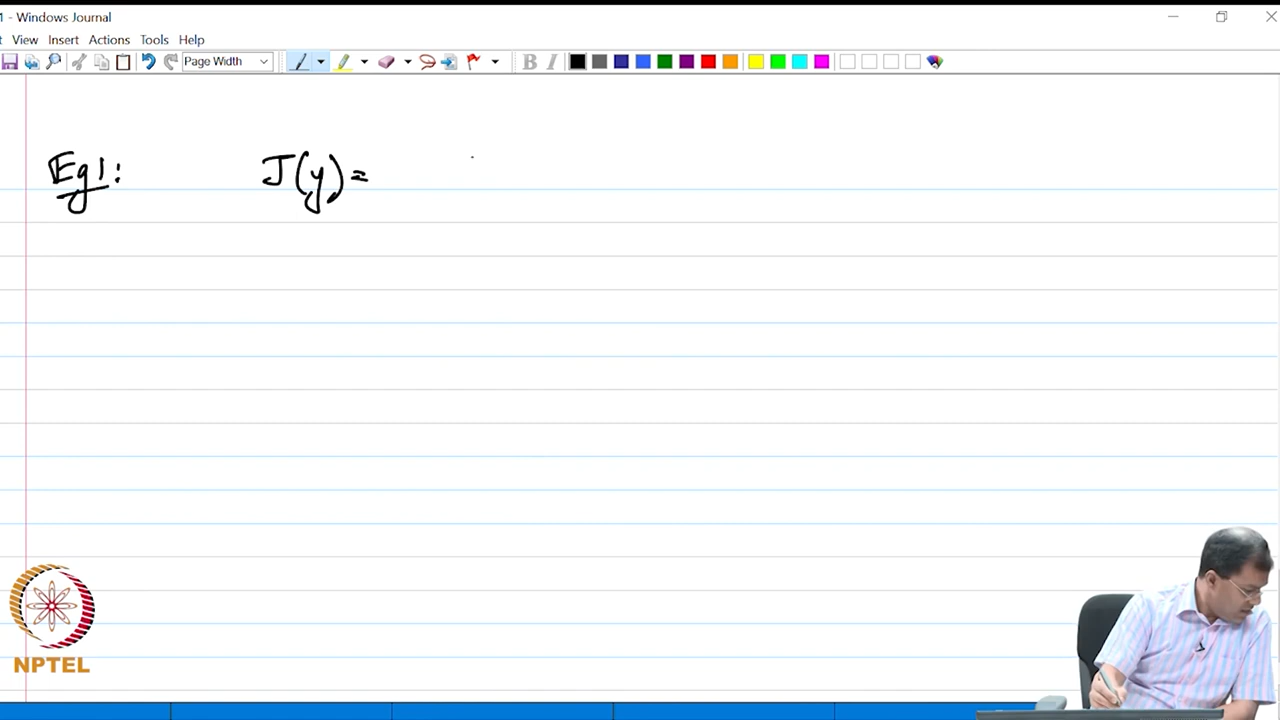 1 - Windows Journal
t View Insert Actions Tools Help
Page Width B I
Eg1: J(y)=
NPTEL